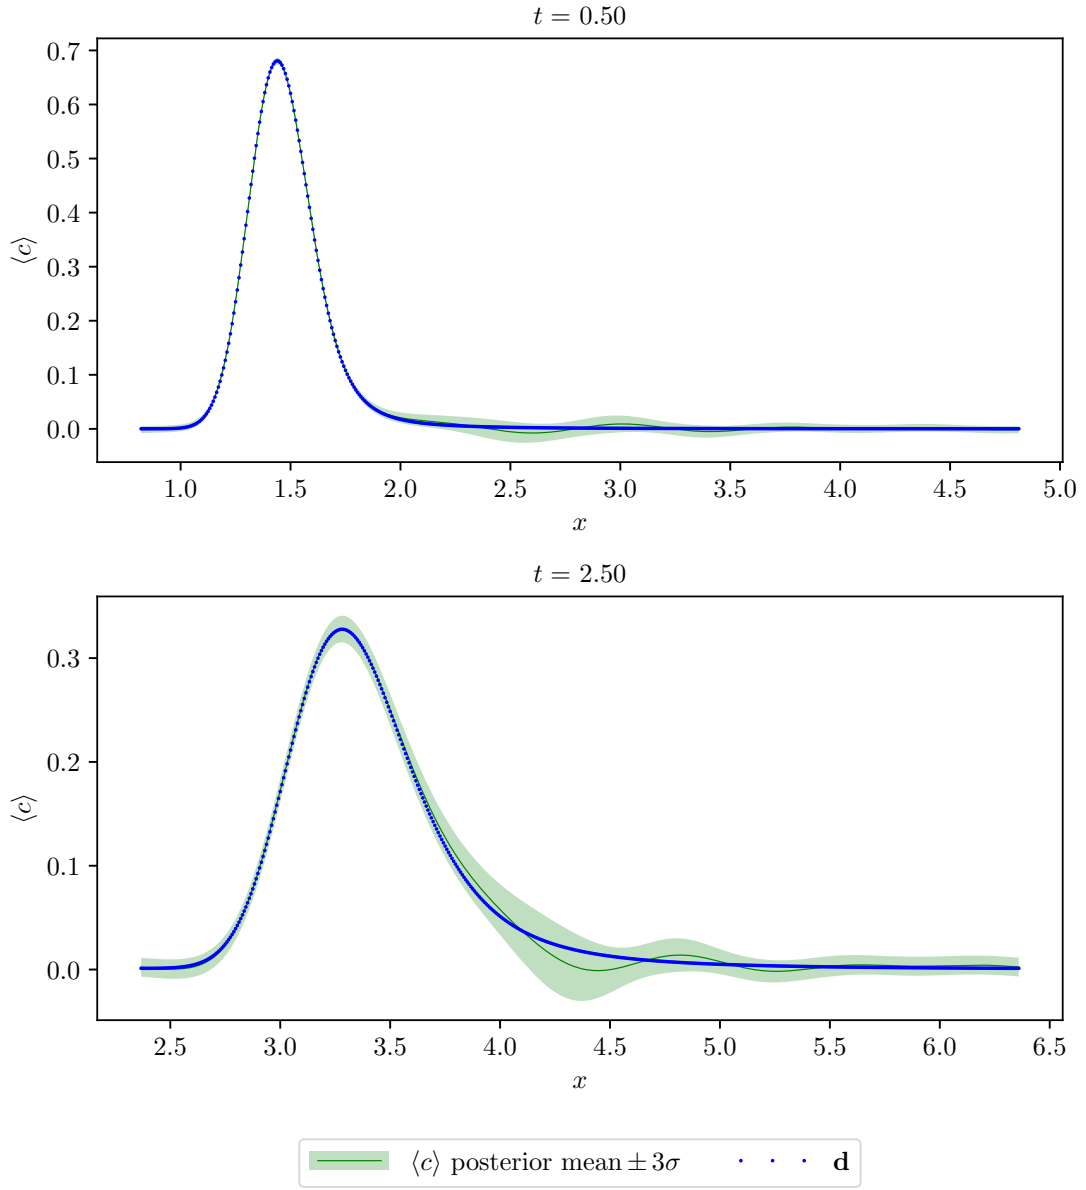 t = 0.50
0.7
0.6
0.5
0.4
0.3
0.2
0.1
0.0
⟨c⟩
1.0 1.5 2.0 2.5 3.0 3.5 4.0 4.5 5.0
x
t = 2.50
0.3
0.2
0.1
0.0
⟨c⟩
2.5 3.0 3.5 4.0 4.5 5.0 5.5 6.0 6.5
x
⟨c⟩ posterior mean ± 3σ d